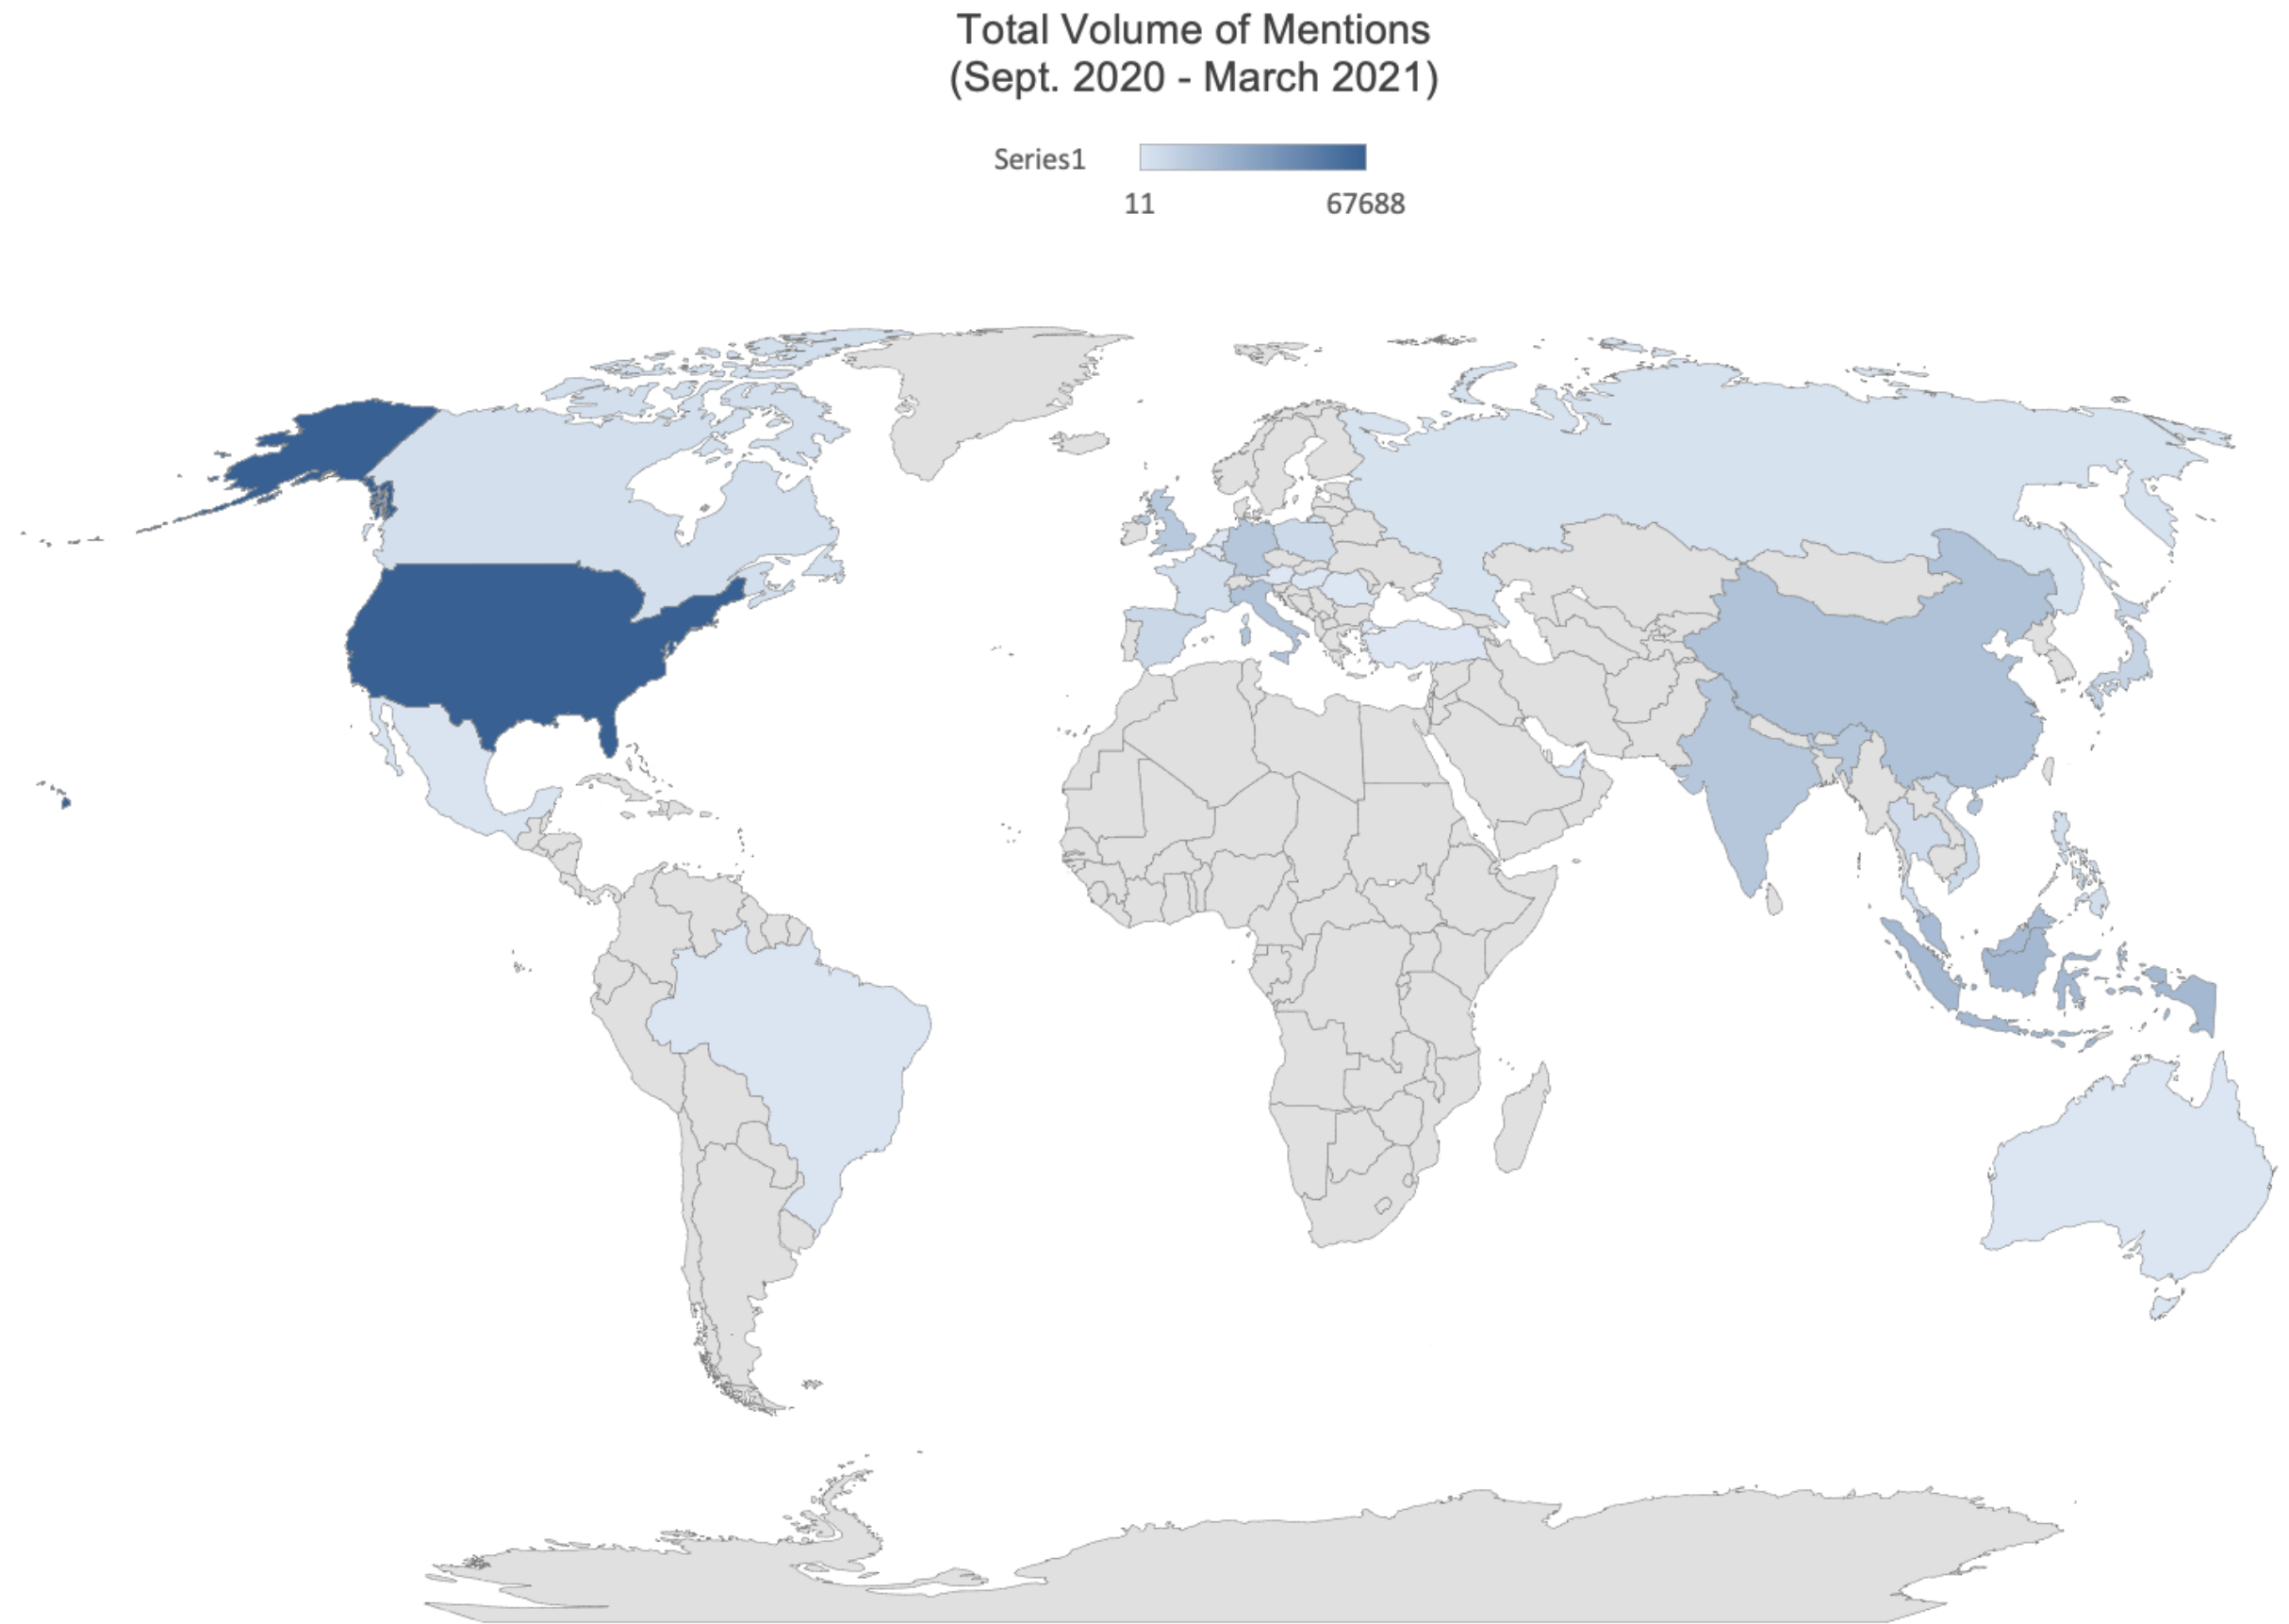 Total Volume of Mentions
(Sept. 2020 - March 2021)
Series1
11 67688